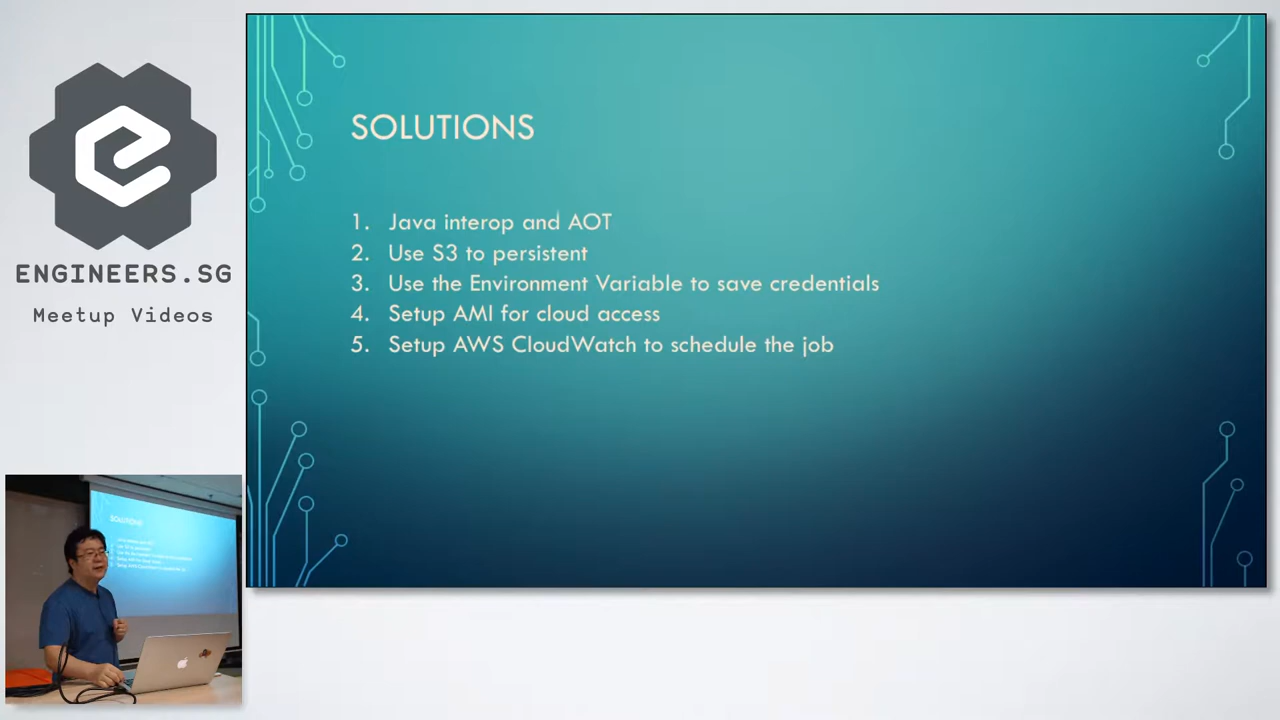 ENGINEERS.SG
Meetup Videos
SOLUTIONS
1. Java interop and AOT
2. Use S3 to persistent
3. Use the Environment Variable to save credentials
4. Setup AMI for cloud access
5. Setup AWS CloudWatch to schedule the job
SOLUTIONS